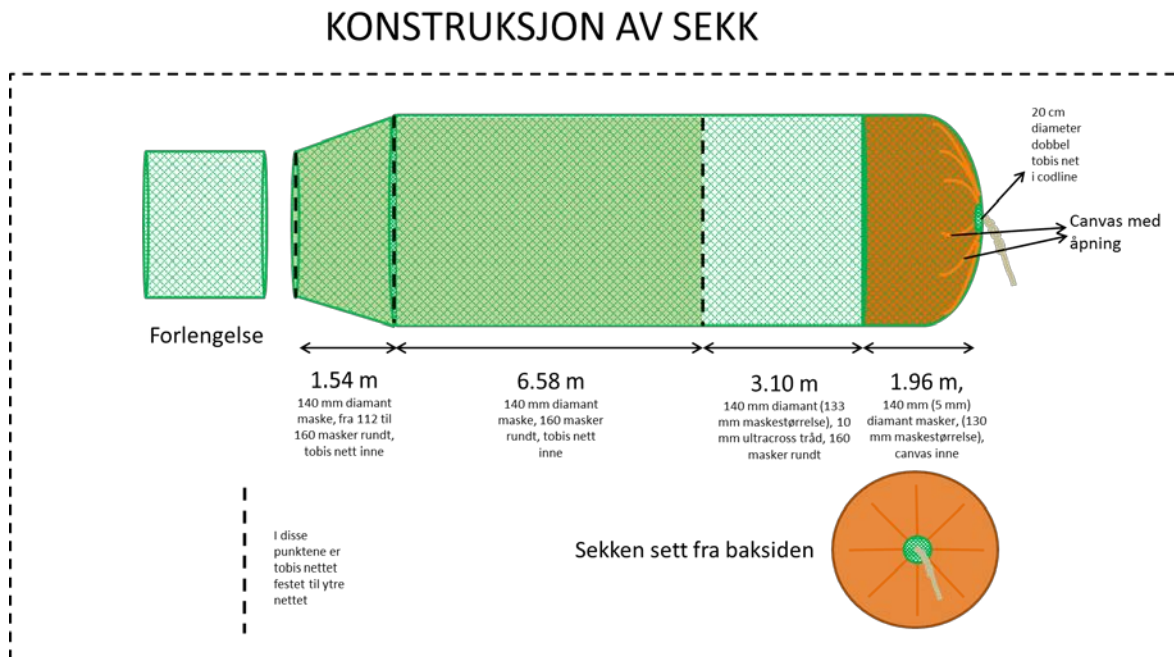 KONSTRUKSJON AV SEKK
20 cm
diameter
dobbel
tobis net
i codline
Canvas med
åpning
Forlengelse
1.54 m
140 mm diamant
maske, fra 112 til
160 masker rundt,
tobis nett inne
6.58 m
140 mm diamant
maske, 160 masker
rundt, tobis nett
inne
3.10 m
140 mm diamant (133
mm maskestørrelse), 10
mm ultracross tråd, 160
masker rundt
1.96 m,
140 mm (5 mm)
diamant masker, (130
mm maskestørrelse),
canvas inne
I disse
punktene er
tobis nettet
festet til ytre
nettet
Sekken sett fra baksiden